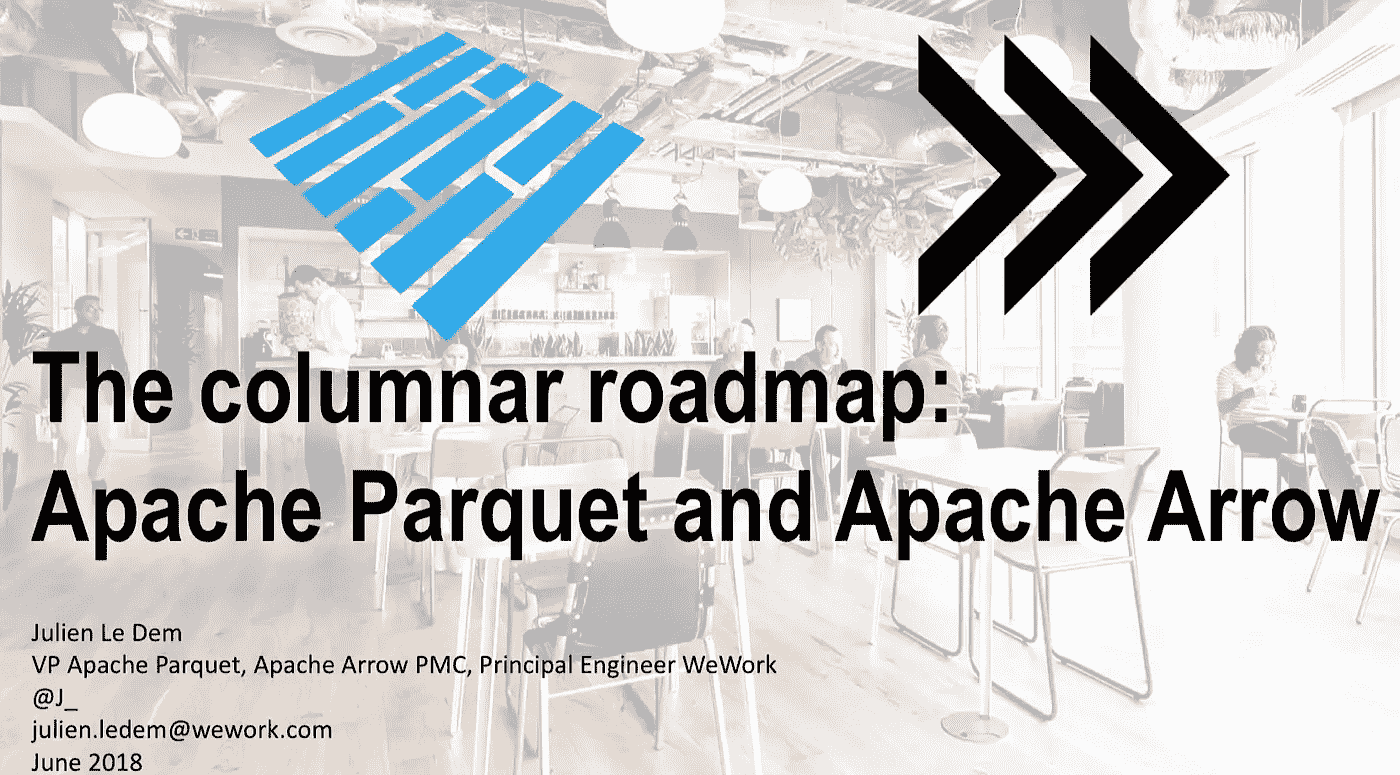 The columnar roadmap:
Apache Parquet and Apache Arrow
Julien Le Dem
VP Apache Parquet, Apache Arrow PMC, Principal Engineer WeWork
@J_
julien.ledem@wework.com
June 2018